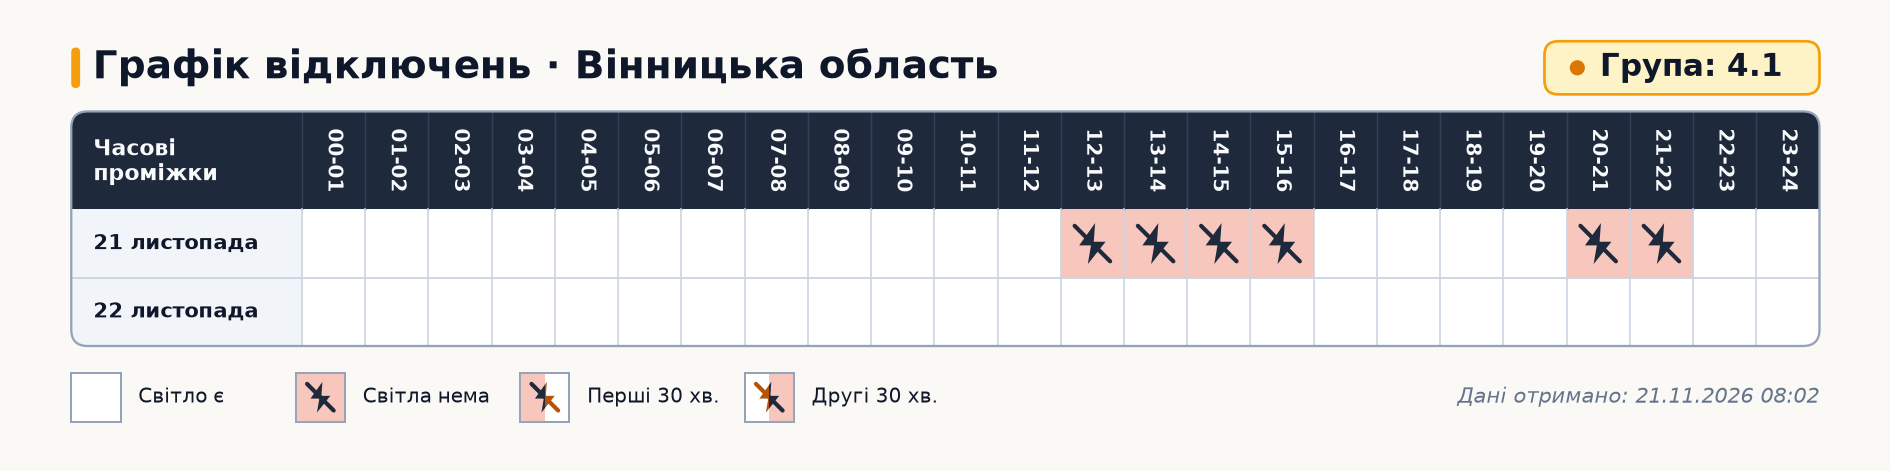 Графік відключень · Вінницька область
Група: 4.1
Часові
проміжки
00-01
01-02
02-03
03-04
04-05
05-06
06-07
07-08
08-09
09-10
10-11
11-12
12-13
13-14
14-15
15-16
16-17
17-18
18-19
19-20
20-21
21-22
22-23
23-24
21 листопада
22 листопада
Світло є
Світла нема
Перші 30 хв.
Другі 30 хв.
Дані отримано: 21.11.2026 08:02